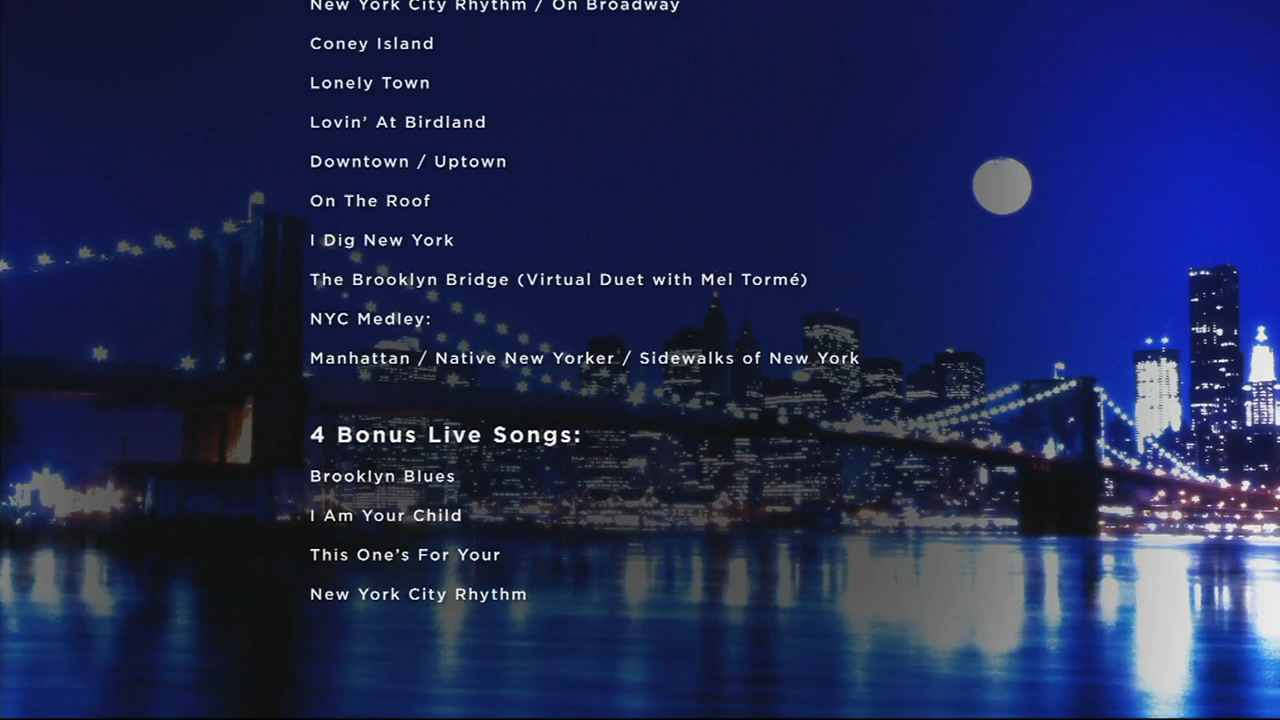 New York City Rhythm / On Broadway
Coney Island
Lonely Town
Lovin’ At Birdland
Downtown / Uptown
On The Roof
I Dig New York
The Brooklyn Bridge (Virtual Duet with Mel Tormé)
NYC Medley:
Manhattan / Native New Yorker / Sidewalks of New York
4 Bonus Live Songs:
Brooklyn Blues
I Am Your Child
This One’s For Your
New York City Rhythm